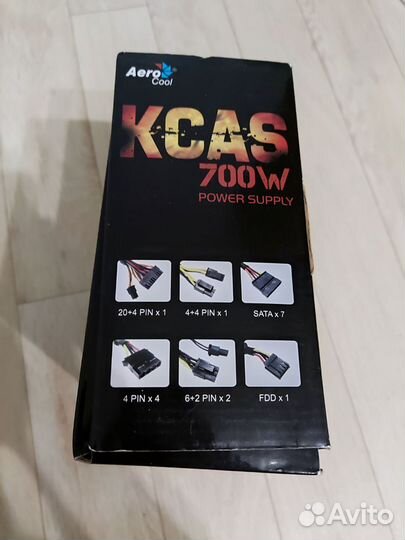 Aero
Cool
KCAS
700W
POWER SUPPLY
20+4 PIN x 1
4+4 PIN x 1
SATA x 7
4 PIN x 4
6+2 PIN x 2
FDD x 1
Avito